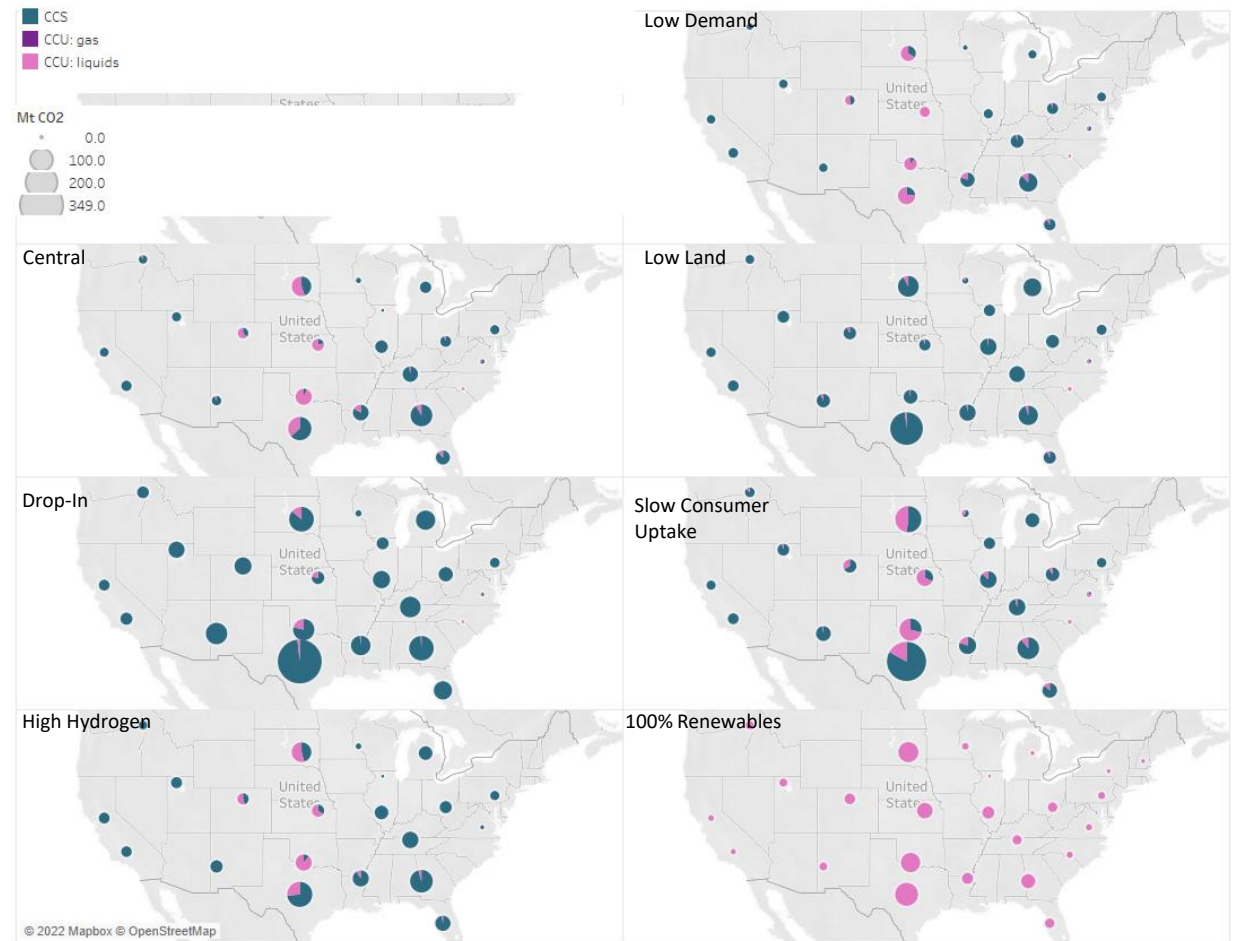 CCS
CCU: gas
CCU: liquids
Mt CO2
0.0
100.0
200.0
349.0
States
Low Demand
United
States
Central
United
States
Low Land
United
States
Drop-In
United
States
Slow Consumer
Uptake
United
States
High Hydrogen
United
States
100% Renewables
United
States
© 2022 Mapbox © OpenStreetMap